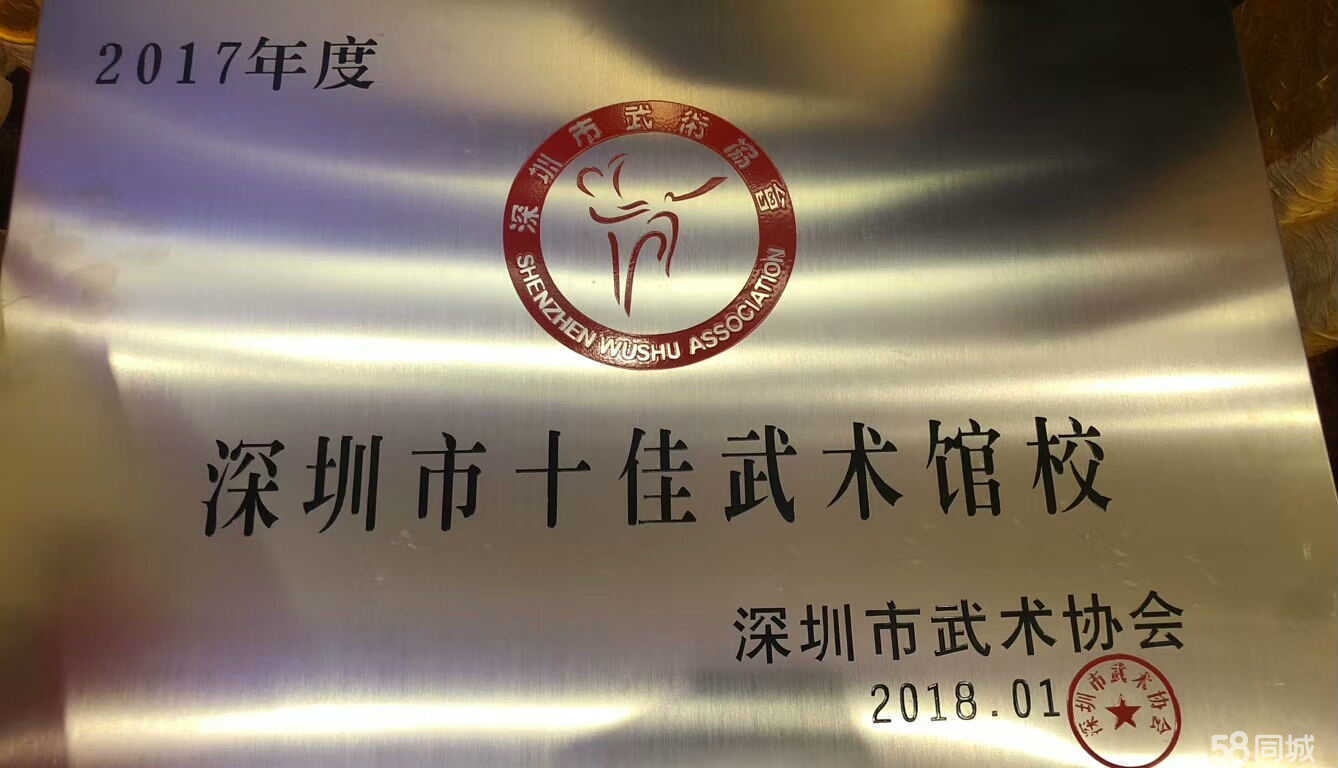 2017年度
深圳市武術協會
SHENZHEN WUSHU ASSOCIATION
深圳市十佳武术馆校
深圳市武术协会
2018.01
深圳市武术协会
58同城